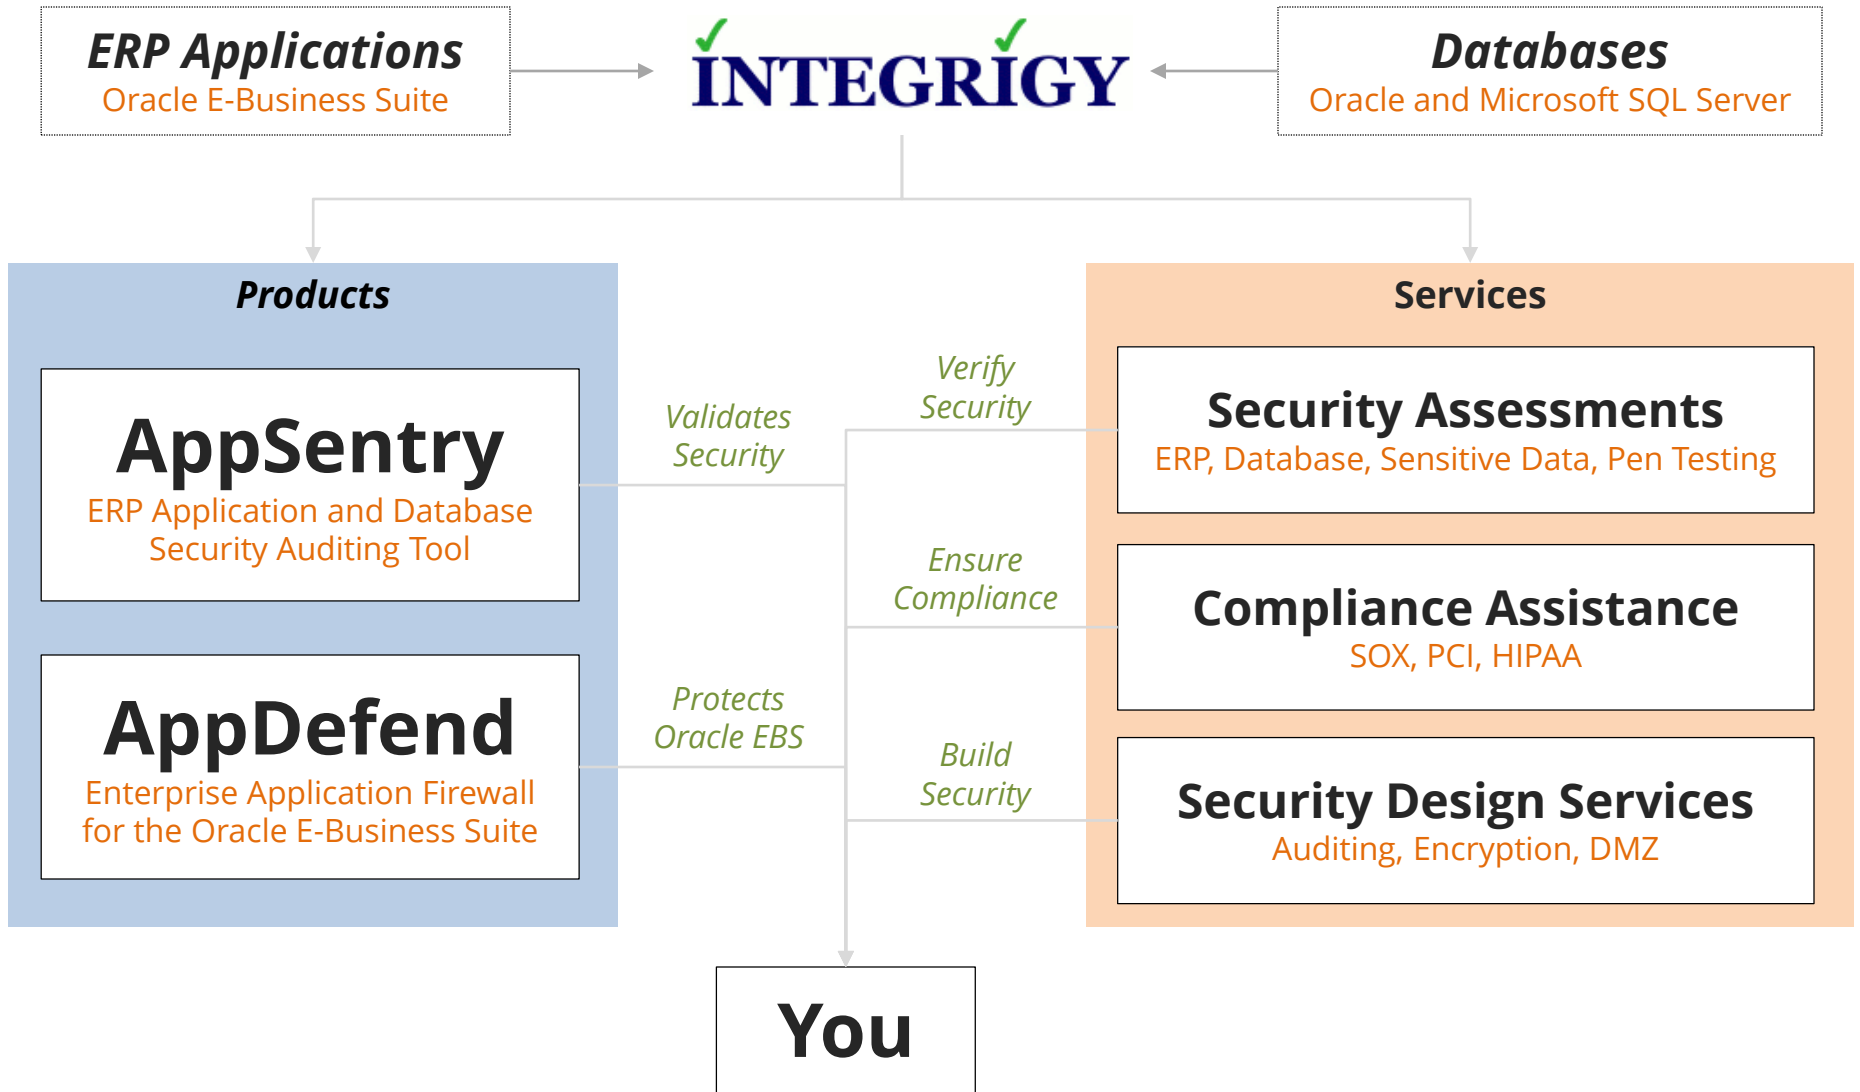 ERP Applications
Oracle E-Business Suite
INTEGRIGY
Databases
Oracle and Microsoft SQL Server
Products
AppSentry
ERP Application and Database
Security Auditing Tool
AppDefend
Enterprise Application Firewall
for the Oracle E-Business Suite
Validates
Security
Protects
Oracle EBS
Verify
Security
Ensure
Compliance
Build
Security
Services
Security Assessments
ERP, Database, Sensitive Data, Pen Testing
Compliance Assistance
SOX, PCI, HIPAA
Security Design Services
Auditing, Encryption, DMZ
You